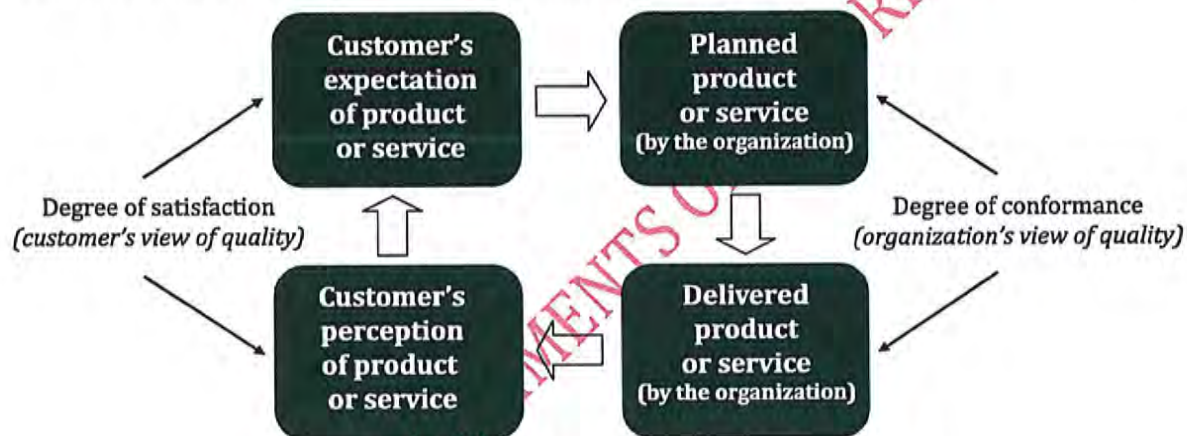 Customer's
expectation
of product
or service
Planned
product
or service
(by the organization)
Degree of satisfaction
(customer's view of quality)
Degree of conformance
(organization's view of quality)
Customer's
perception
of product
or service
Delivered
product
or service
(by the organization)